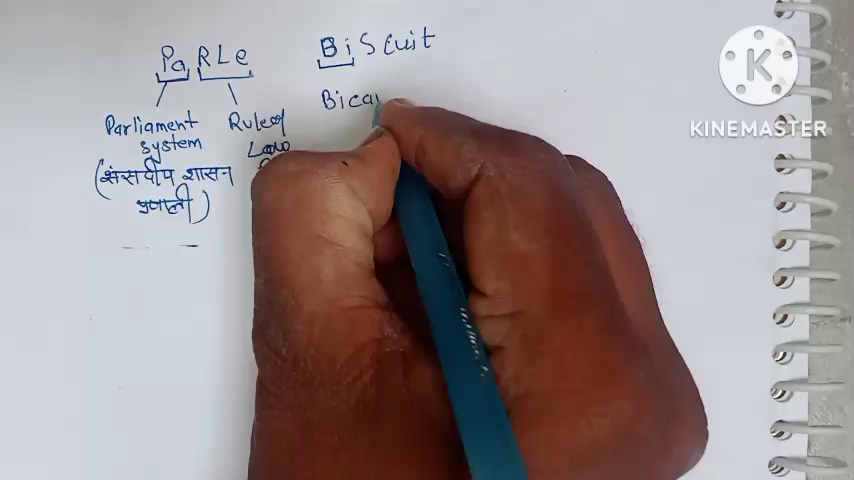 PaRLe BiScuit
Parliament system
(संसदीप शासन
प्रणाली)
Rule of
Law
Bica
KINEMASTER